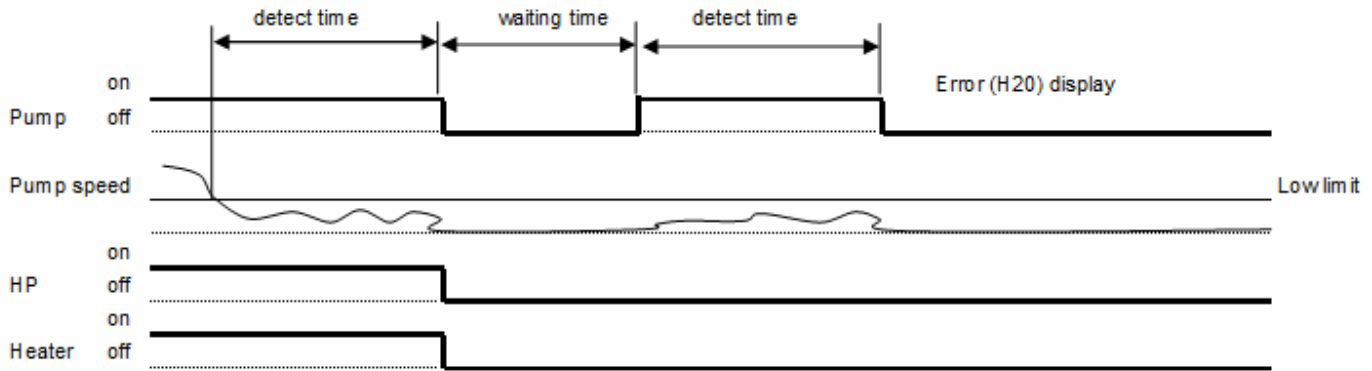 detect time waiting time detect time
on Error (H20) display
Pump off
Pump speed Low limit
on
HP off
on
Heater off